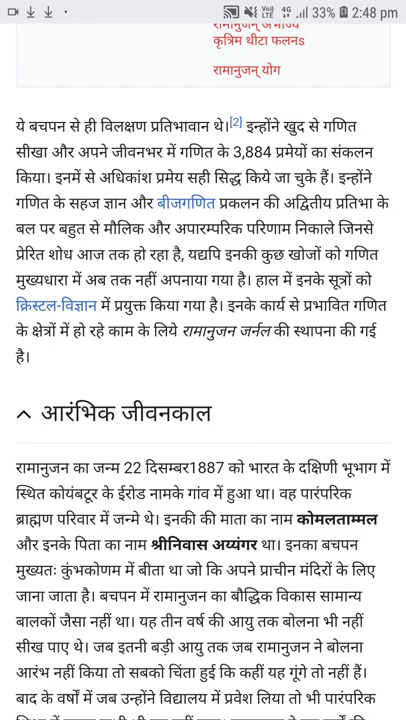 VoI) LTE 4G 33% 2:48 pm
कृत्रिम थीटा फलनs
रामानुजन् योग
ये बचपन से ही विलक्षण प्रतिभावान थे।[2] इन्होंने खुद से गणित
सीखा और अपने जीवनभर में गणित के 3,884 प्रमेयों का संकलन
किया। इनमें से अधिकांश प्रमेय सही सिद्ध किये जा चुके हैं। इन्होंने
गणित के सहज ज्ञान और बीजगणित प्रकलन की अद्वितीय प्रतिभा के
बल पर बहुत से मौलिक और अपारम्परिक परिणाम निकाले जिनसे
प्रेरित शोध आज तक हो रहा है, यद्यपि इनकी कुछ खोजों को गणित
मुख्यधारा में अब तक नहीं अपनाया गया है। हाल में इनके सूत्रों को
क्रिस्टल-विज्ञान में प्रयुक्त किया गया है। इनके कार्य से प्रभावित गणित
के क्षेत्रों में हो रहे काम के लिये रामानुजन जर्नल की स्थापना की गई
है।
आरंभिक जीवनकाल
रामानुजन का जन्म 22 दिसम्बर1887 को भारत के दक्षिणी भूभाग में
स्थित कोयंबटूर के ईरोड नामके गांव में हुआ था। वह पारंपरिक
ब्राह्मण परिवार में जन्मे थे। इनकी की माता का नाम कोमलताम्मल
और इनके पिता का नाम श्रीनिवास अय्यंगर था। इनका बचपन
मुख्यतः कुंभकोणम में बीता था जो कि अपने प्राचीन मंदिरों के लिए
जाना जाता है। बचपन में रामानुजन का बौद्धिक विकास सामान्य
बालकों जैसा नहीं था। यह तीन वर्ष की आयु तक बोलना भी नहीं
सीख पाए थे। जब इतनी बड़ी आयु तक जब रामानुजन ने बोलना
आरंभ नहीं किया तो सबको चिंता हुई कि कहीं यह गूंगे तो नहीं हैं।
बाद के वर्षों में जब उन्होंने विद्यालय में प्रवेश लिया तो भी पारंपरिक